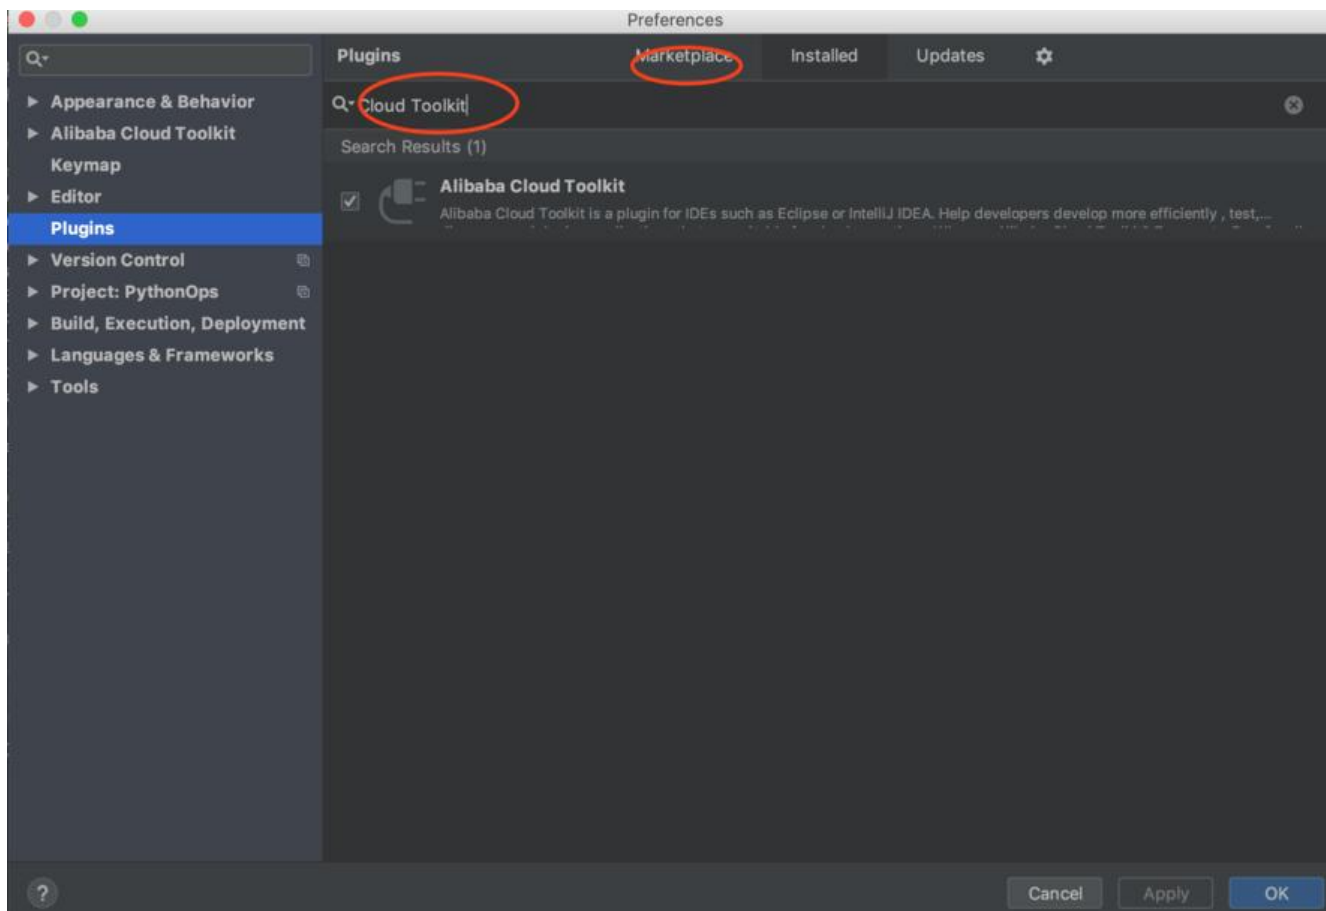 Preferences
Plugins Marketplace Installed Updates
Cloud Toolkit
Search Results (1)
Alibaba Cloud Toolkit
Alibaba Cloud Toolkit is a plugin for IDEs such as Eclipse or IntelliJ IDEA. Help developers develop more efficiently , test,...
Appearance & Behavior
Alibaba Cloud Toolkit
Keymap
Editor
Plugins
Version Control
Project: PythonOps
Build, Execution, Deployment
Languages & Frameworks
Tools
?
Cancel Apply OK